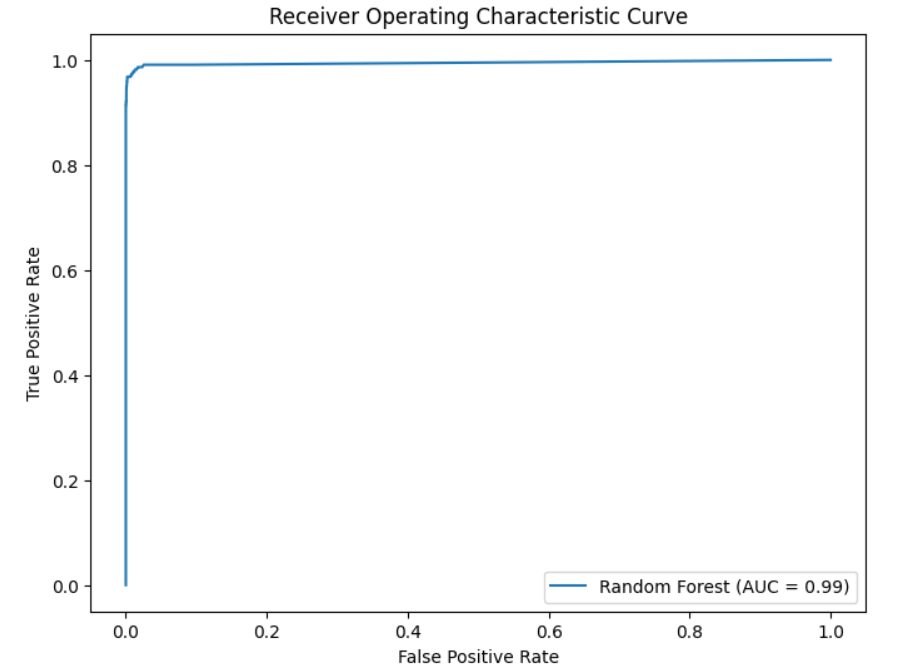 Receiver Operating Characteristic Curve
1.0
0.8
0.6
0.4
0.2
0.0
True Positive Rate
Random Forest (AUC = 0.99)
0.0 0.2 0.4 0.6 0.8 1.0
False Positive Rate